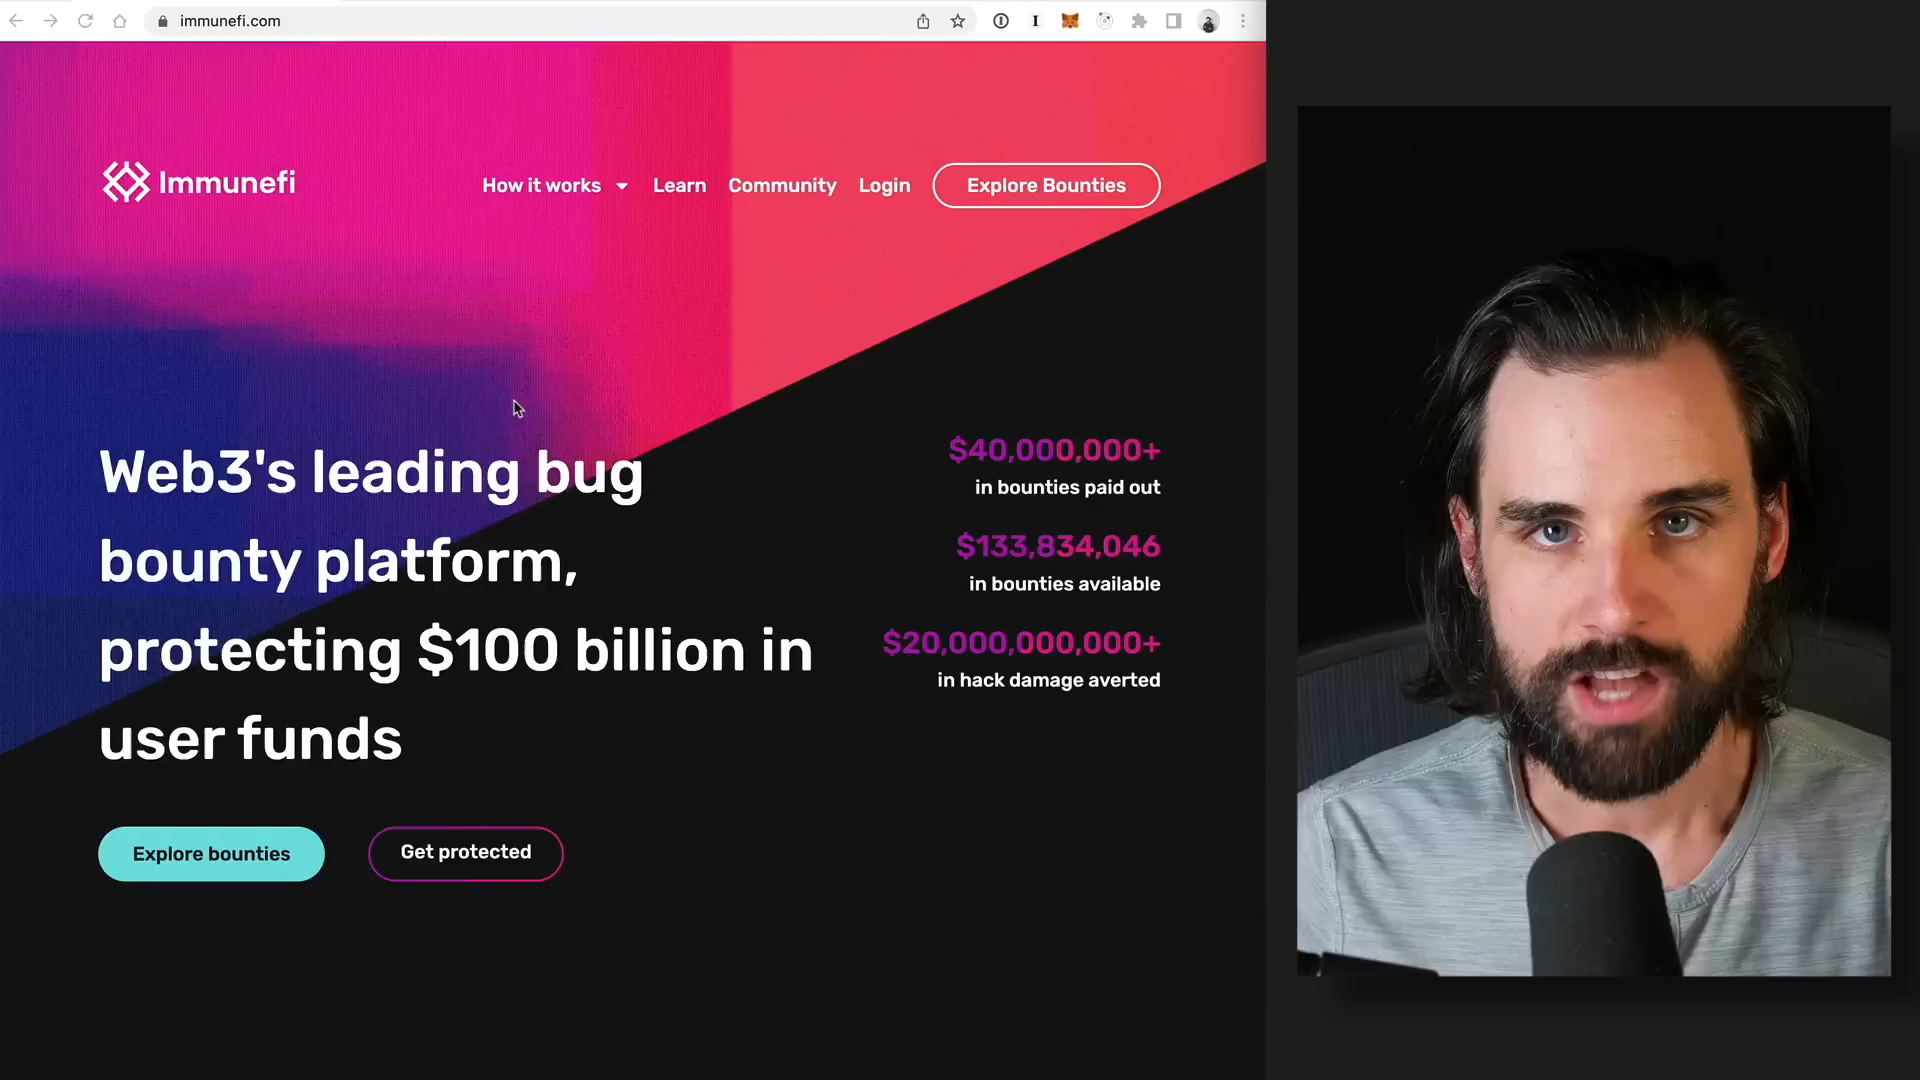 immunefi.com
Immunefi
How it works
Learn
Community
Login
Explore Bounties
Web3's leading bug
bounty platform,
protecting $100 billion in
user funds
$40,000,000+
in bounties paid out
$133,834,046
in bounties available
$20,000,000,000+
in hack damage averted
Explore bounties
Get protected